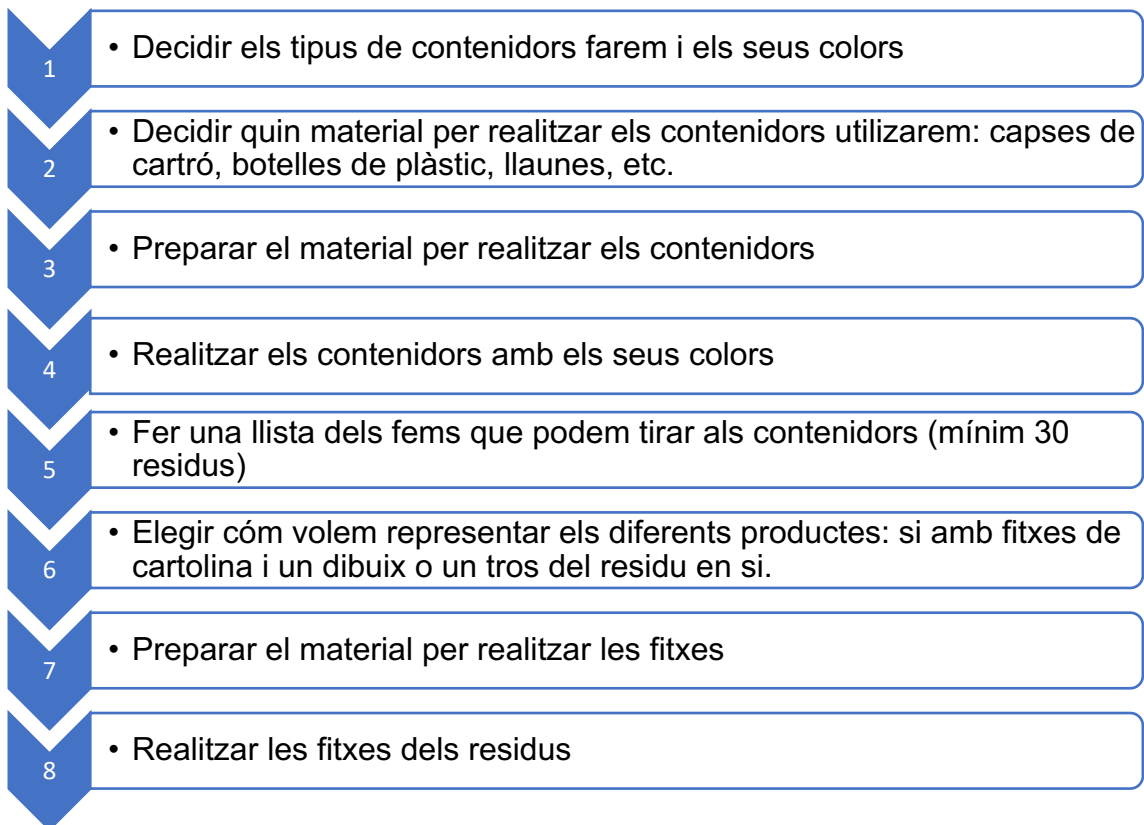 1
• Decidir els tipus de contenidors farem i els seus colors
2
• Decidir quin material per realitzar els contenidors utilizarem: capses de
cartró, botelles de plàstic, llaunes, etc.
3
• Preparar el material per realitzar els contenidors
4
• Realitzar els contenidors amb els seus colors
5
• Fer una llista dels fems que podem tirar als contenidors (mínim 30
residus)
6
• Elegir cóm volem representar els diferents productes: si amb fitxes de
cartolina i un dibuix o un tros del residu en si.
7
• Preparar el material per realitzar les fitxes
8
• Realitzar les fitxes dels residus